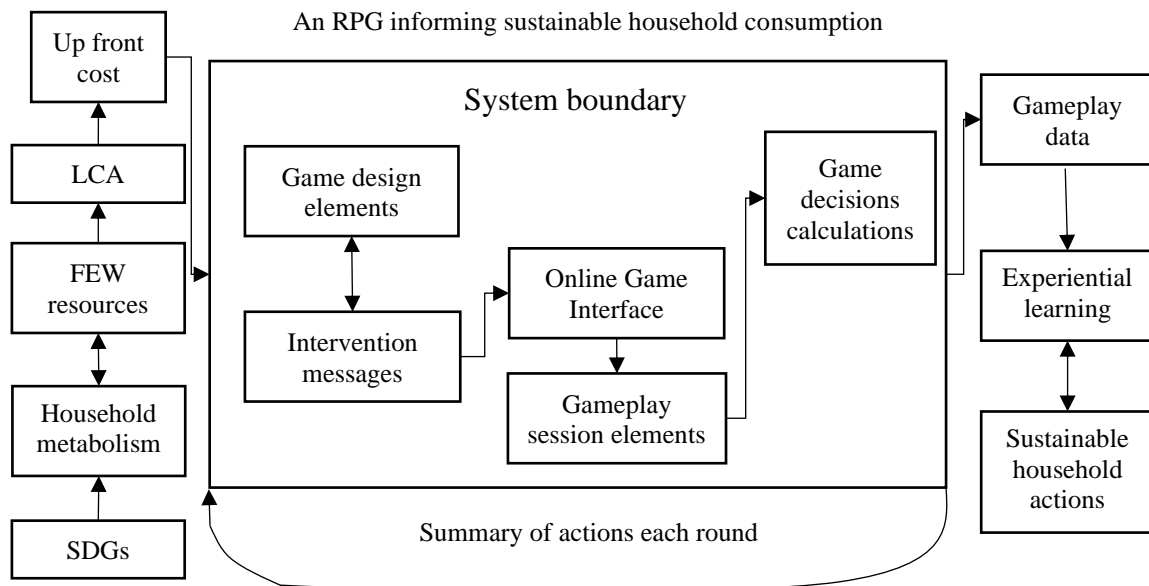 An RPG informing sustainable household consumption
Up front
cost
LCA
FEW
resources
Household
metabolism
SDGs
System boundary
Game design
elements
Intervention
messages
Online Game
Interface
Gameplay
session elements
Game
decisions
calculations
Summary of actions each round
Gameplay
data
Experiential
learning
Sustainable
household
actions